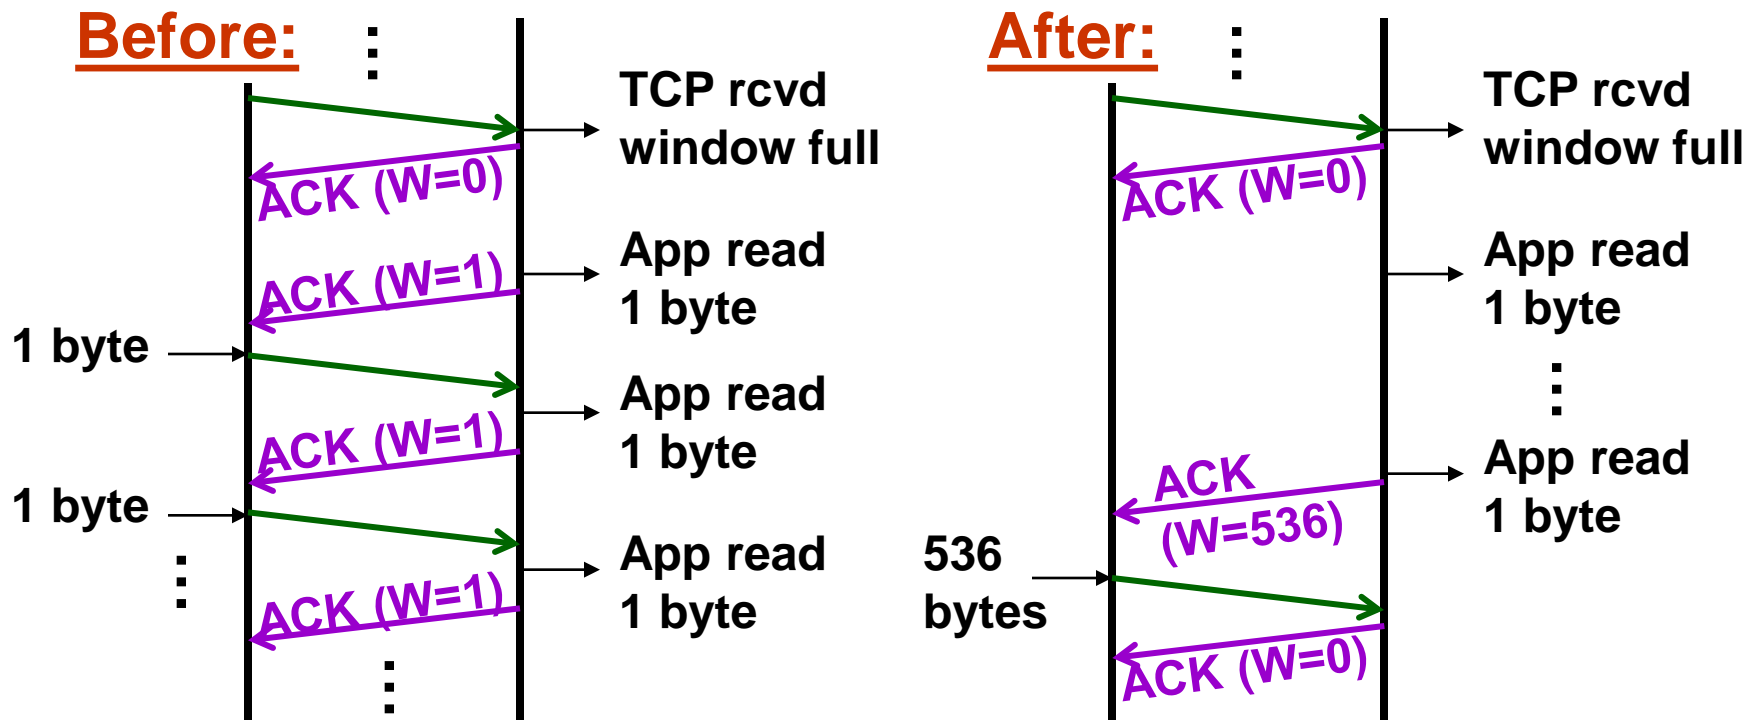 Before:
TCP rcvd
window full
ACK (W=0)
App read
1 byte
ACK (W=1)
1 byte
App read
1 byte
ACK (W=1)
1 byte
App read
1 byte
ACK (W=1)
After:
TCP rcvd
window full
ACK (W=0)
App read
1 byte
App read
1 byte
ACK
(W=536)
536
bytes
ACK (W=0)